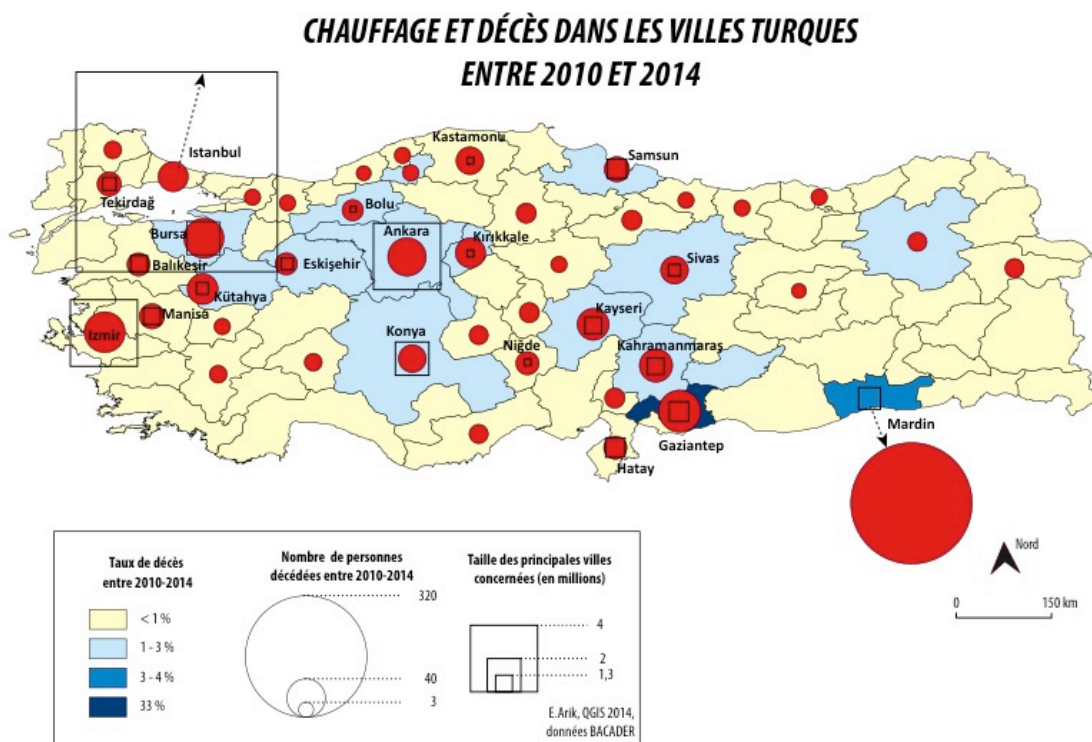 CHAUFFAGE ET DÉCÈS DANS LES VILLES TURQUES
ENTRE 2010 ET 2014
Kastamonu
Istanbul
Samsun
Tekirdağ
Bolu
Bursa
Ankara
Kırıkkale
Balıkeşir
Eskişehir
Sivas
Kütahya
Manisa
Kayseri
Izmir
Konya
Niğde
Kahramanmaraş
Mardin
Gaziantep
Hatay
Nord
0 150 km
Taux de décès
entre 2010-2014
< 1 %
1 - 3 %
3 - 4 %
33 %
Nombre de personnes
décédées entre 2010-2014
320
40
3
Taille des principales villes
concernées (en millions)
4
2
1,3
E.Arik, QGIS 2014,
données BACADER